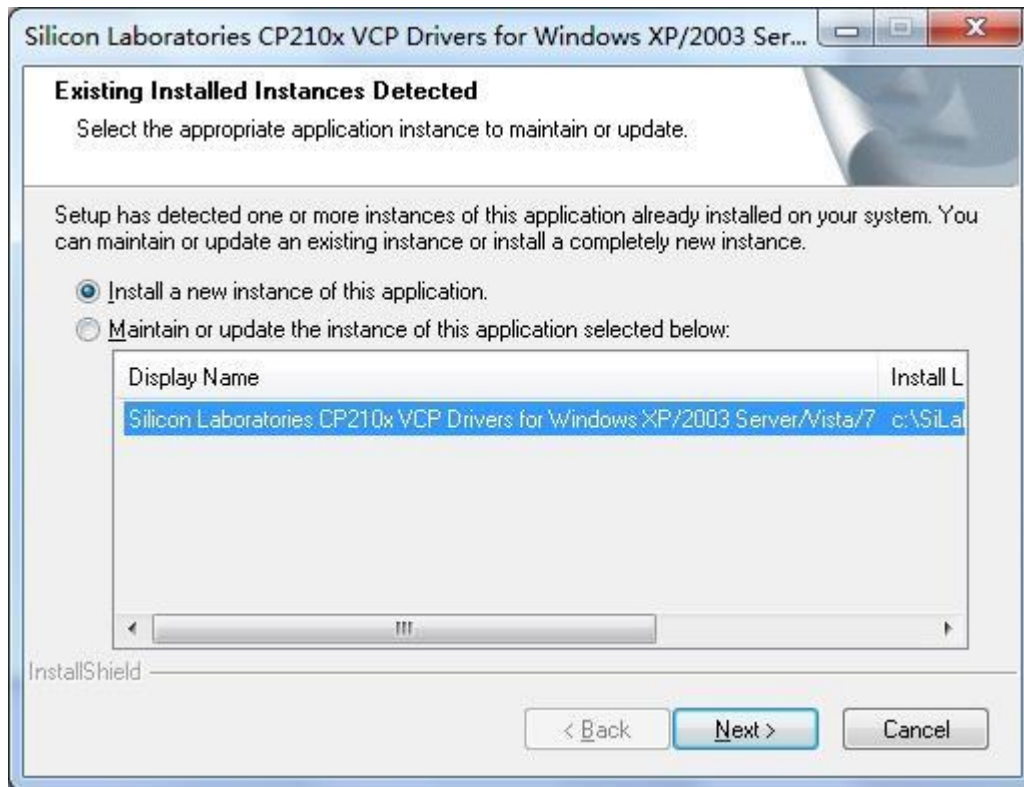 Silicon Laboratories CP210x VCP Drivers for Windows XP/2003 Ser...
Existing Installed Instances Detected
Select the appropriate application instance to maintain or update.
Setup has detected one or more instances of this application already installed on your system. You
can maintain or update an existing instance or install a completely new instance.
Install a new instance of this application.
Maintain or update the instance of this application selected below:
Display Name Install L
Silicon Laboratories CP210x VCP Drivers for Windows XP/2003 Server/Vista/7 c:\SiLa
InstallShield
< Back Next > Cancel